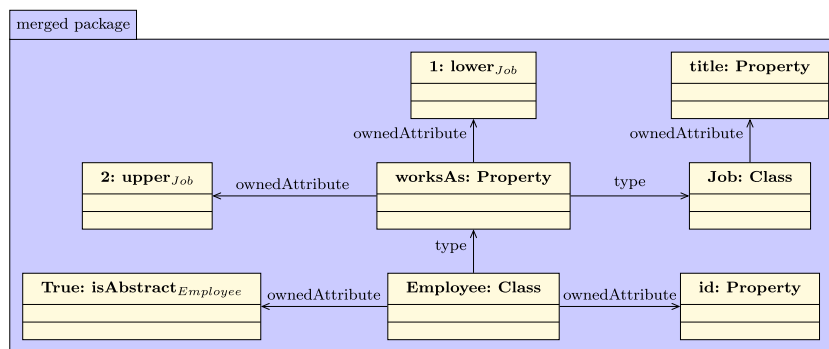 merged package
1: lower_Job
title: Property
ownedAttribute
ownedAttribute
2: upper_Job
ownedAttribute
worksAs: Property
type
Job: Class
type
True: isAbstract_Employee
ownedAttribute
Employee: Class
ownedAttribute
id: Property